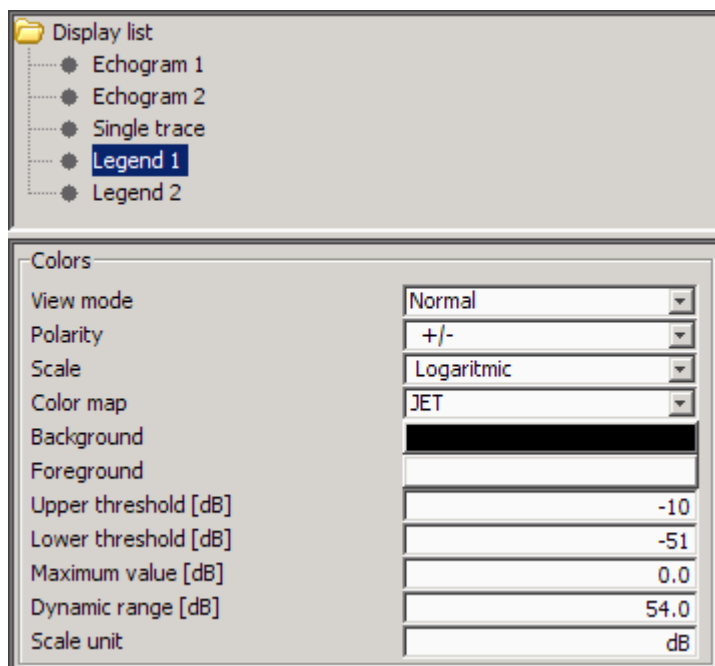 Display list
Echogram 1
Echogram 2
Single trace
Legend 1
Legend 2
Colors
View mode Normal
Polarity +/-
Scale Logaritmic
Color map JET
Background
Foreground
Upper threshold [dB] -10
Lower threshold [dB] -51
Maximum value [dB] 0.0
Dynamic range [dB] 54.0
Scale unit dB